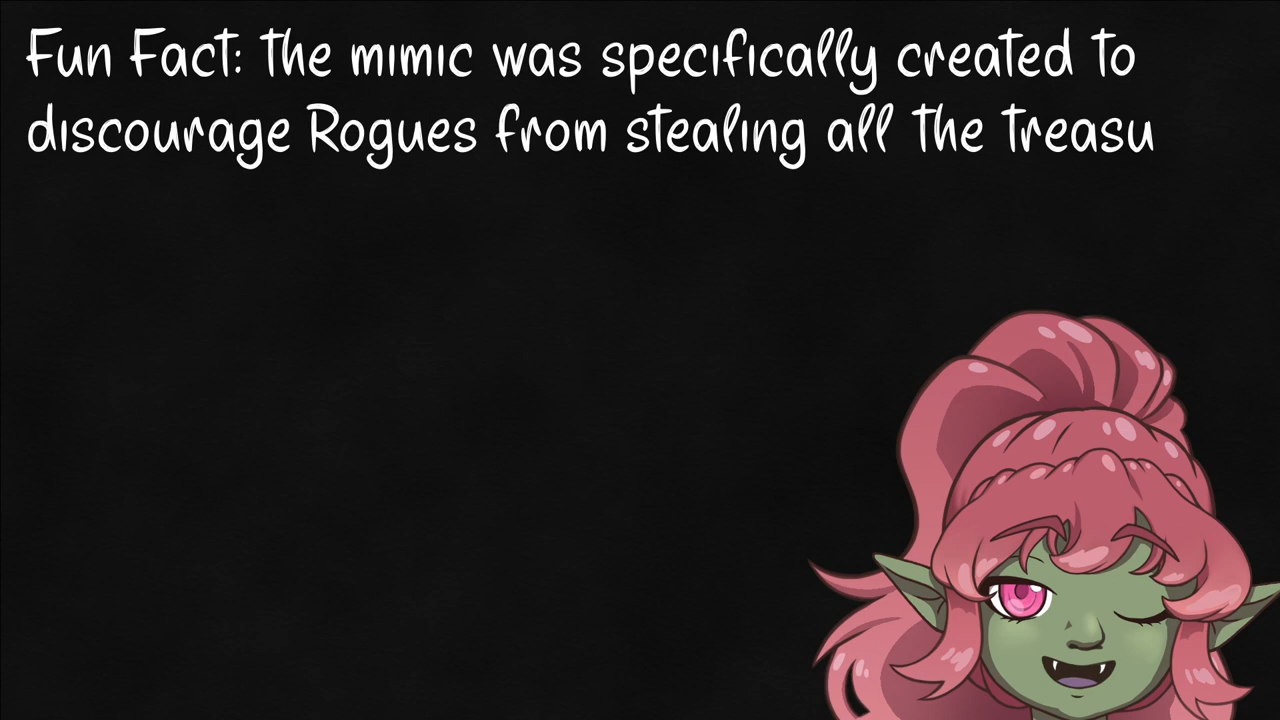 Fun Fact: the mimic was specifically created to
discourage Rogues from stealing all the treasu